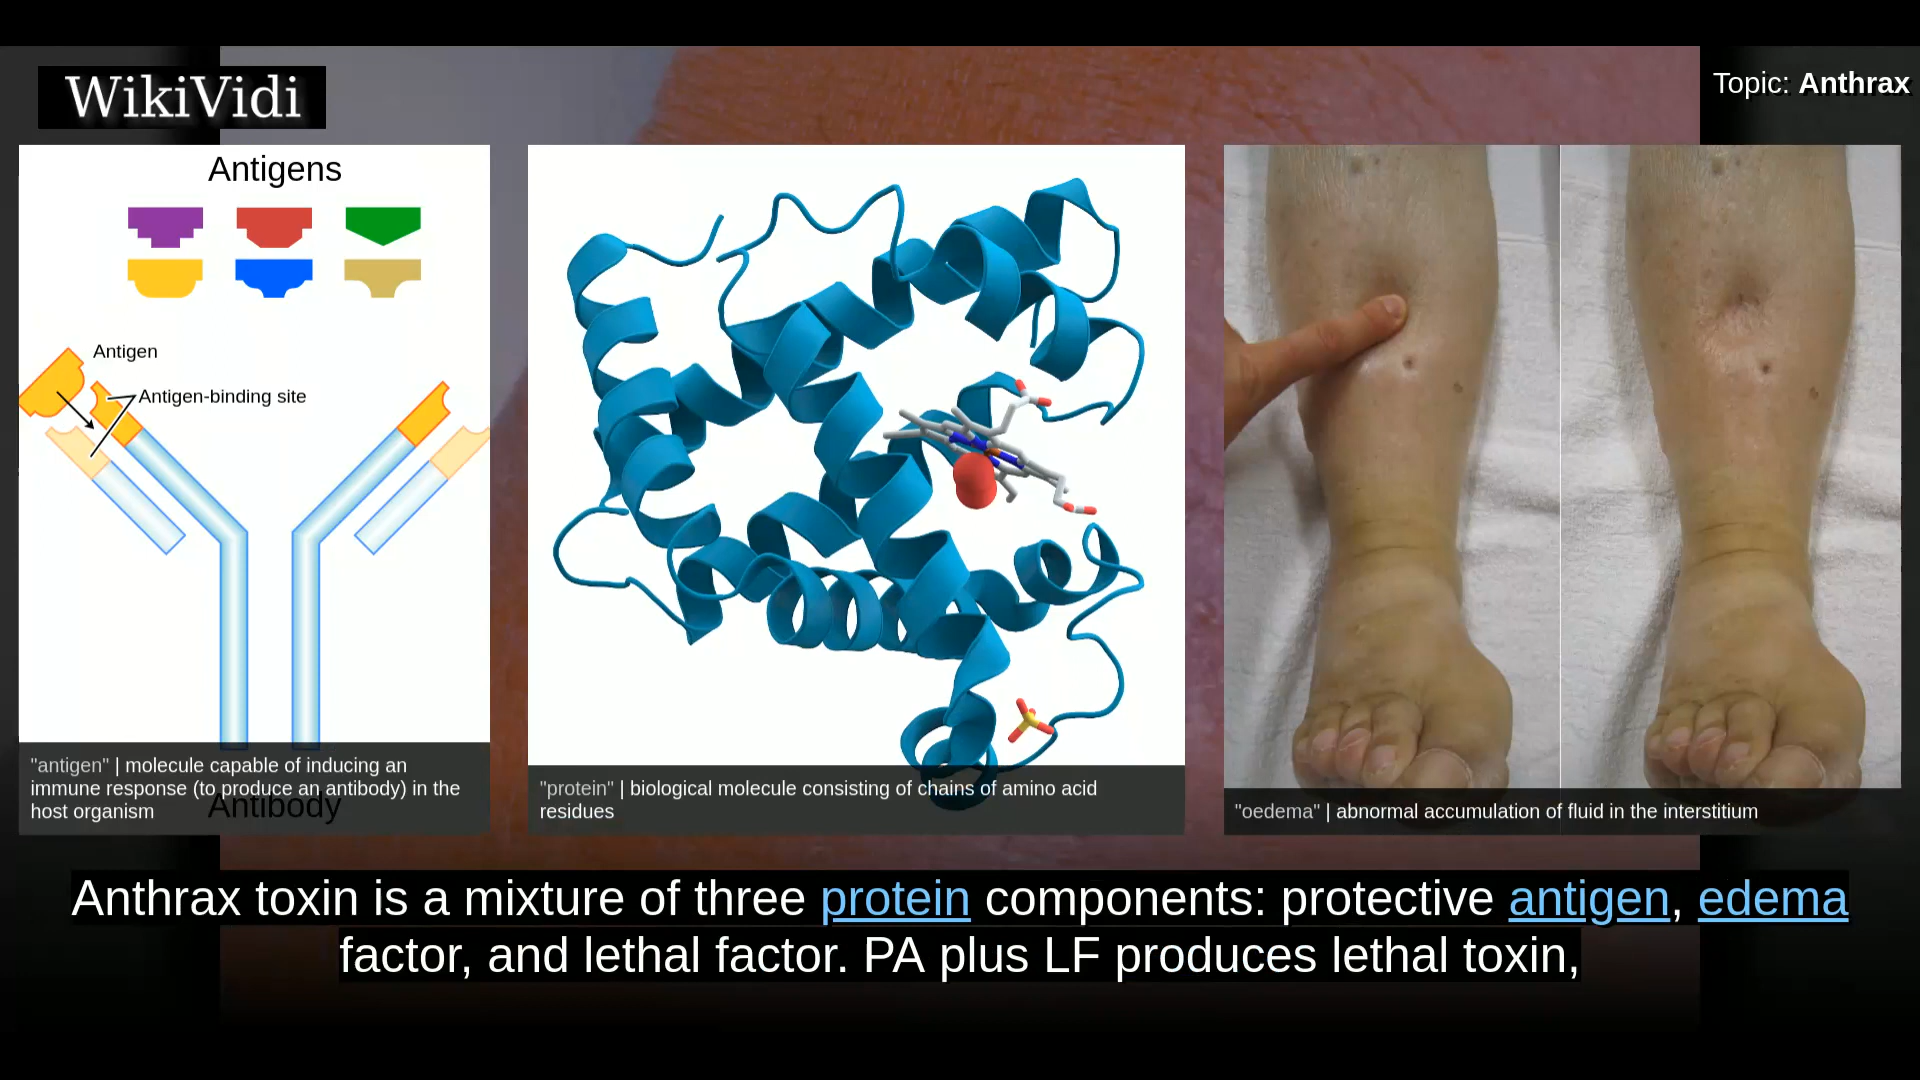 WikiVidi
Topic: Anthrax
Antigens
Antigen
Antigen-binding site
Antibody
"antigen" | molecule capable of inducing an
immune response (to produce an antibody) in the
host organism
"protein" | biological molecule consisting of chains of amino acid
residues
"oedema" | abnormal accumulation of fluid in the interstitium
Anthrax toxin is a mixture of three protein components: protective antigen, edema
factor, and lethal factor. PA plus LF produces lethal toxin,